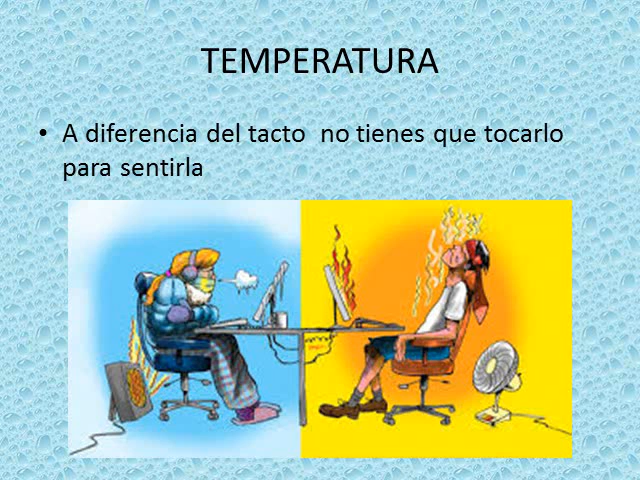 TEMPERATURA
• A diferencia del tacto  no tienes que tocarlo
para sentirla